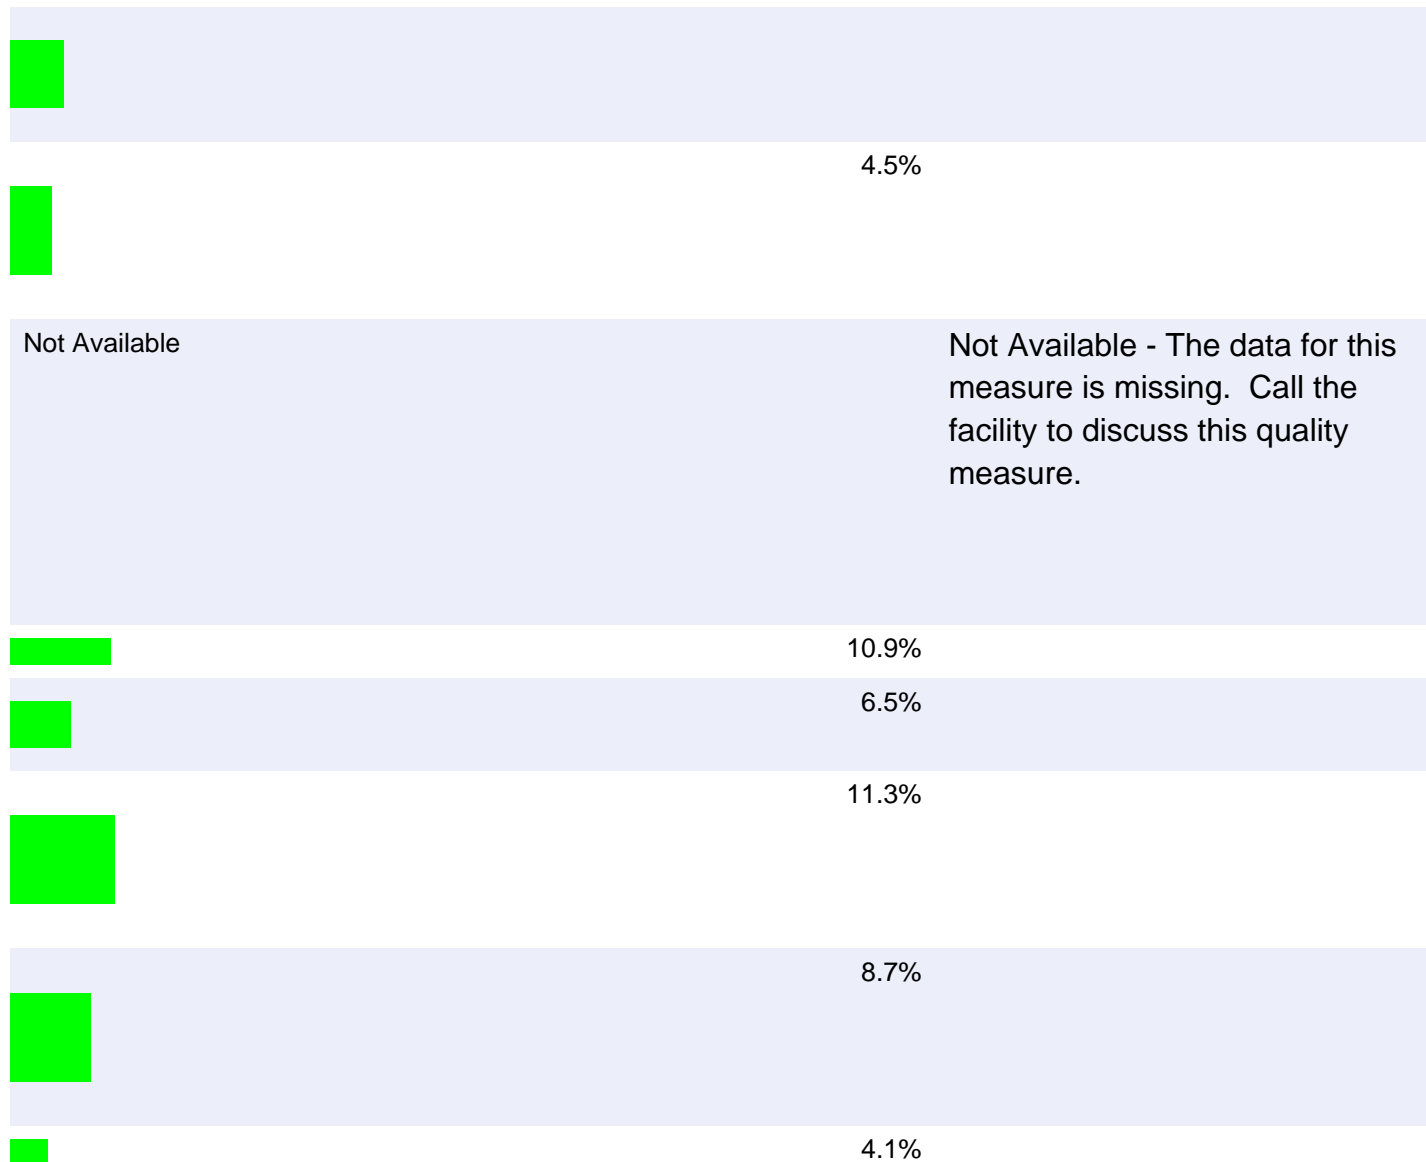 4.5%
Not Available
Not Available - The data for this
measure is missing.  Call the
facility to discuss this quality
measure.
10.9%
6.5%
11.3%
8.7%
4.1%